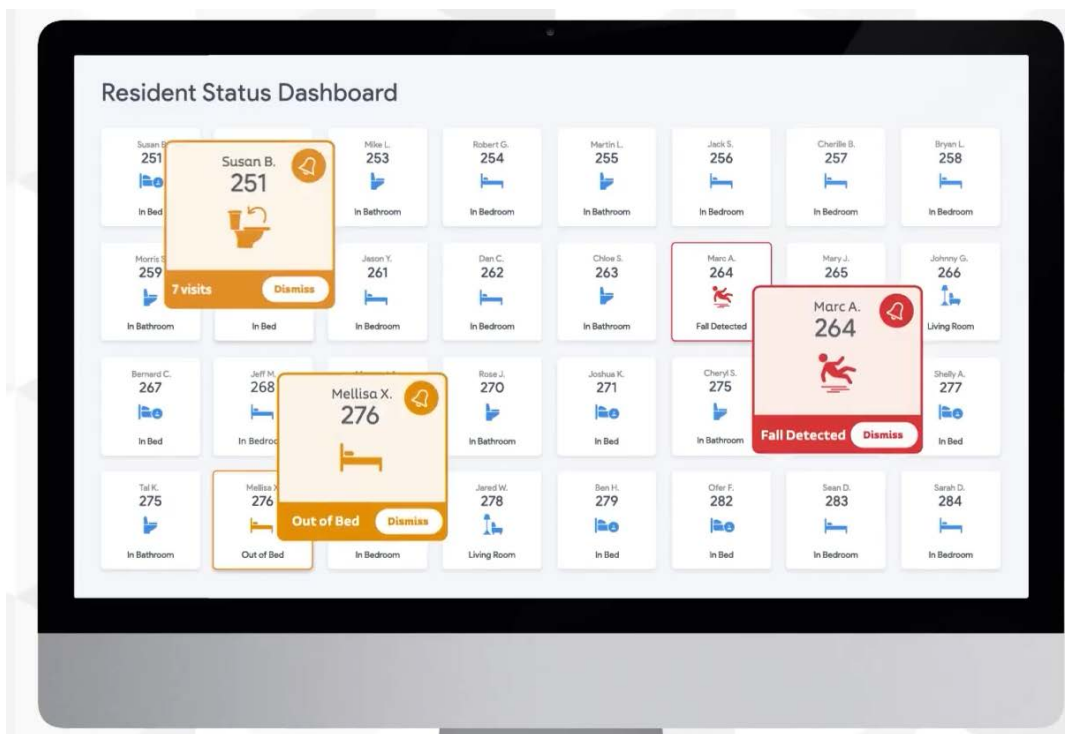 Resident Status Dashboard
Susan Mike L. Robert G. Martin L. Jack S. Cherille B. Bryan L.
251 253 254 255 256 257 258
In Bed In Bathroom In Bedroom In Bathroom In Bedroom In Bedroom In Bedroom
Susan B.
251
7 visits Dismiss
Morris Jason Y. Dan C. Chloe S. Marc A. Mary J. Johnny G.
259 261 262 263 264 265 266
In Bathroom In Bed In Bedroom In Bedroom In Bathroom Fall Detected Living Room
Marc A.
264
Fall Detected Dismiss
Bernard C. Jeff M. Rose J. Joshua K. Cheryl S. Shelly A.
267 268 270 271 275 277
In Bed In Bathroom In Bed In Bathroom In Bed
Mellisa X.
276
Out of Bed Dismiss
Tal K. Mellisa Jared W. Ben H. Ofer F. Sean D. Sarah D.
275 276 278 279 282 283 284
In Bathroom Out of Bed In Bedroom Living Room In Bed In Bed In Bedroom In Bedroom